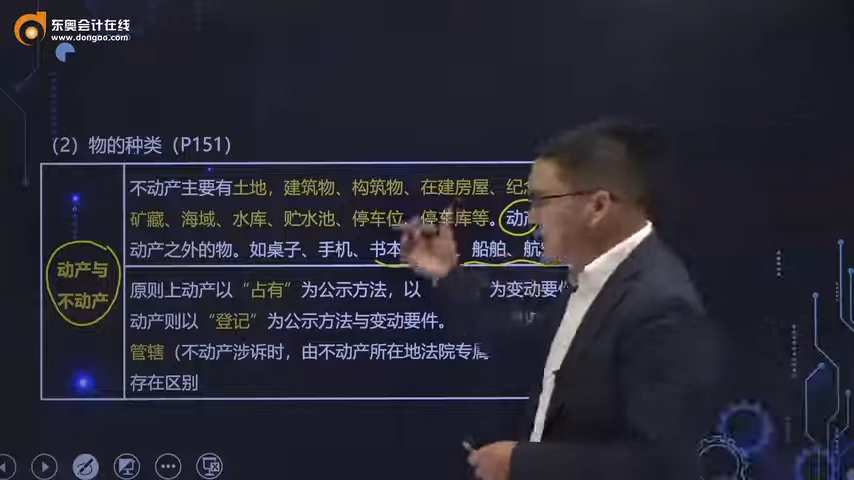 东奥会计在线
www.dongao.com
（2）物的种类（P151）
动产与
不动产
不动产主要有土地，建筑物、构筑物、在建房屋、纪
矿藏、海域、水库、贮水池、停车位、停车库等。动
动产之外的物。如桌子、手机、书本 船舶、航
原则上动产以“占有”为公示方法，以 为变动要
动产则以“登记”为公示方法与变动要件。
管辖（不动产涉诉时，由不动产所在地法院专
存在区别